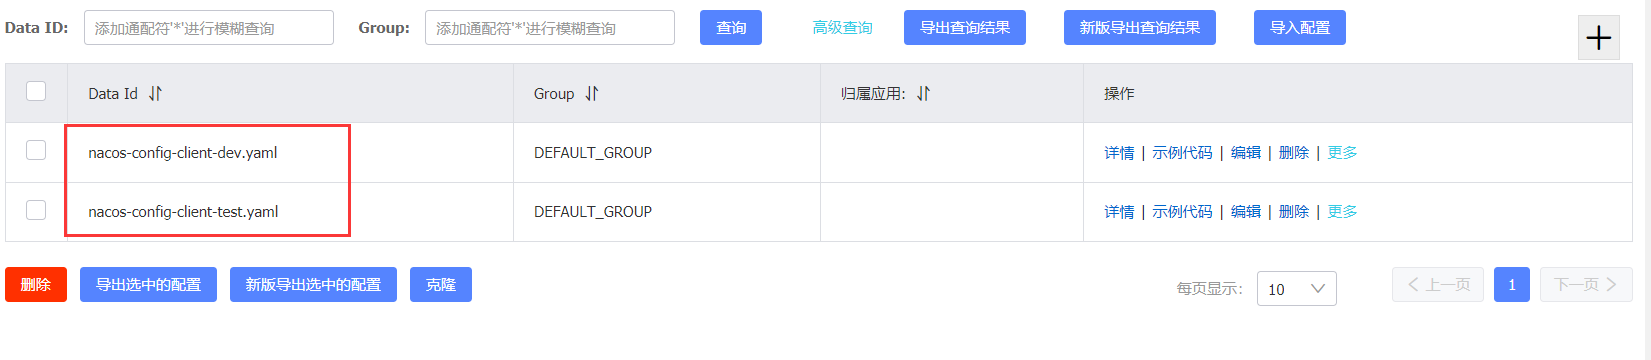 Data ID: 添加通配符'*'进行模糊查询 Group: 添加通配符'*'进行模糊查询 查询 高级查询 导出查询结果 新版导出查询结果 导入配置
Data Id Group 归属应用: 操作
nacos-config-client-dev.yaml DEFAULT_GROUP 详情 | 示例代码 | 编辑 | 删除 | 更多
nacos-config-client-test.yaml DEFAULT_GROUP 详情 | 示例代码 | 编辑 | 删除 | 更多
删除 导出选中的配置 新版导出选中的配置 克隆 每页显示: 10 上一页 1 下一页